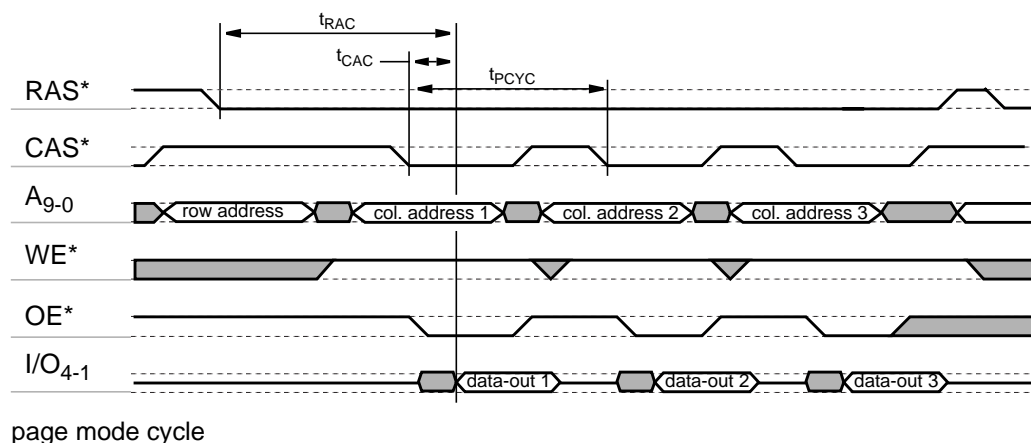 tRAC
tCAC
tPCYC
RAS*
CAS*
A9-0
row address col. address 1 col. address 2 col. address 3
WE*
OE*
I/O4-1
data-out 1 data-out 2 data-out 3
page mode cycle